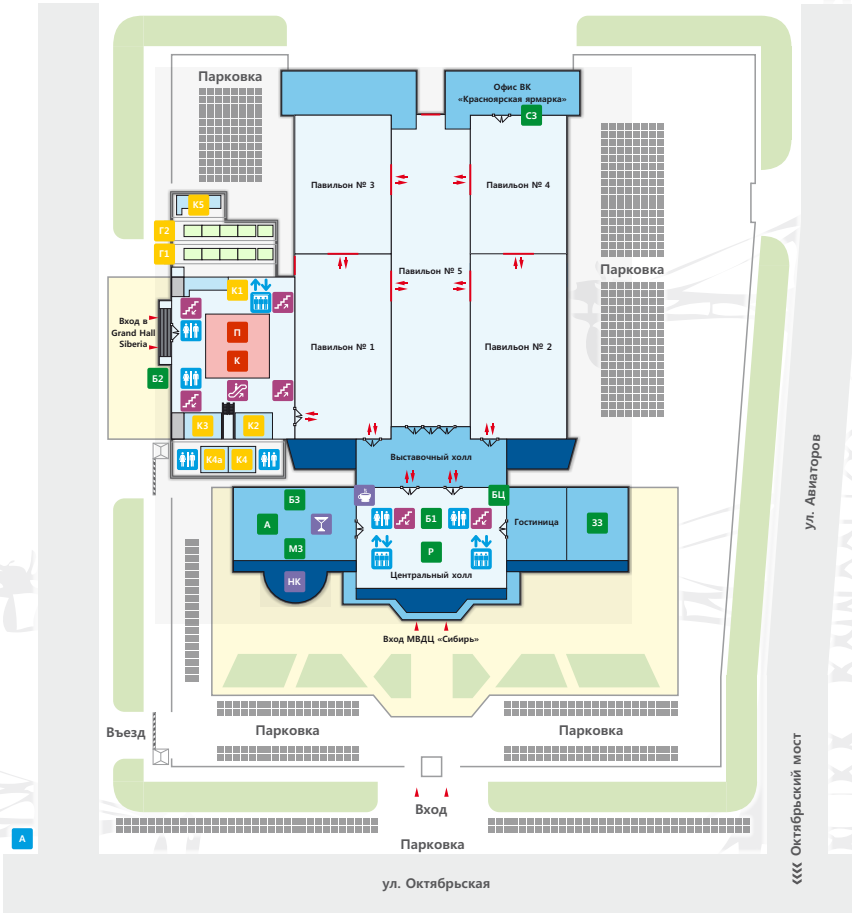 Парковка
Офис ВК
«Красноярская ярмарка»
С3
Павильон № 3
Павильон № 4
К5
Г2
Г1
Павильон № 5
Парковка
К1
Вход в
Grand Hall
Siberia
П
К
Павильон № 1
Павильон № 2
Б2
К3
К2
К4а
К4
Выставочный холл
Б3
А
М3
НК
БЦ
Б1
Р
Гостиница
33
Центральный холл
Вход МВДЦ «Сибирь»
ул. Авиаторов
Въезд
Парковка
Парковка
Вход
Парковка
А
ул. Октябрьская
<<<< Октябрьский мост